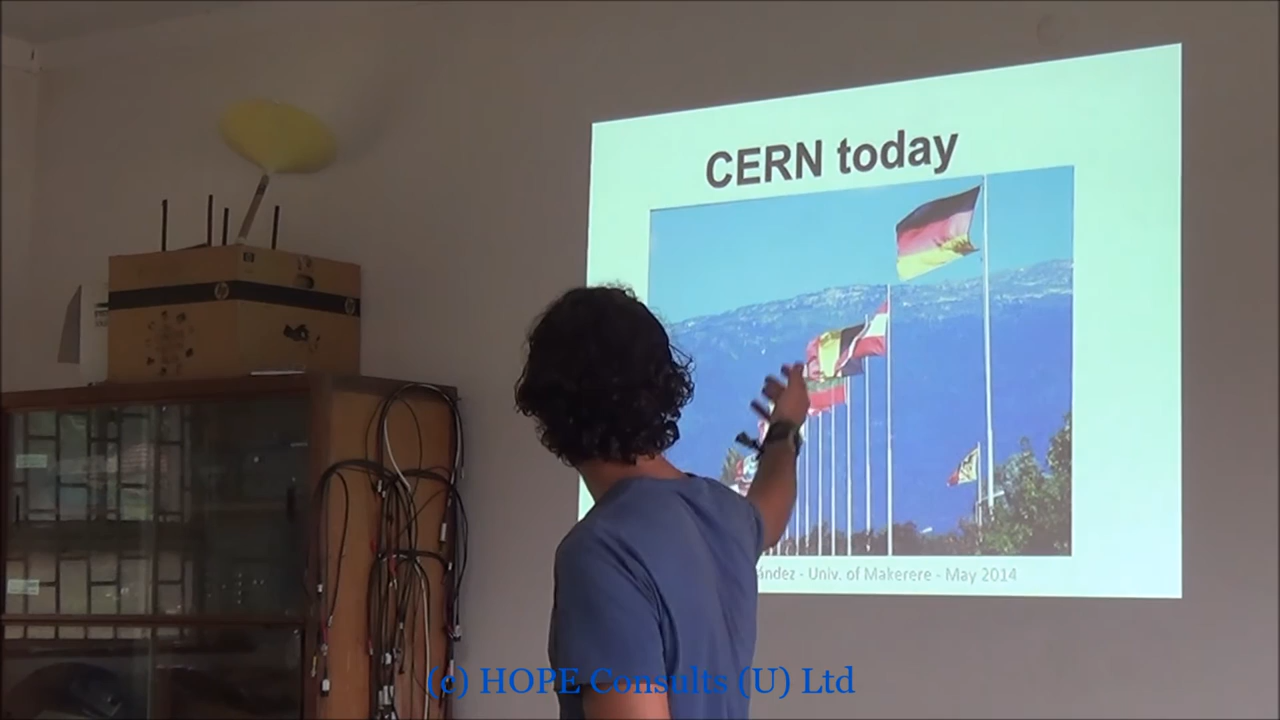 CERN today
ández - Univ. of Makerere - May 2014
(c) HOPE Consults (U) Ltd